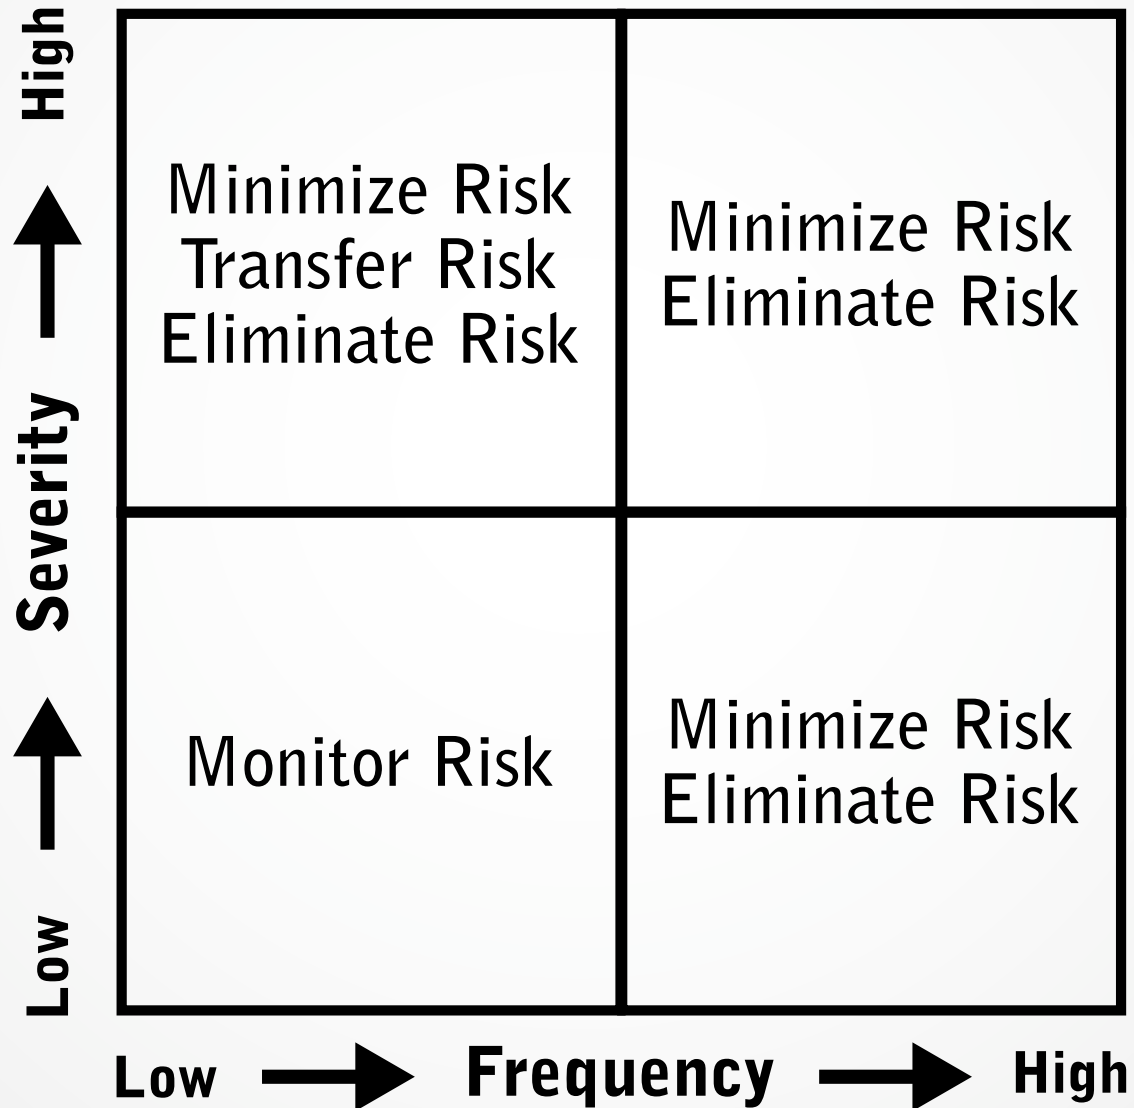 High
Minimize Risk
Transfer Risk
Eliminate Risk
Minimize Risk
Eliminate Risk
Severity
Monitor Risk
Minimize Risk
Eliminate Risk
Low
Low
Frequency
High